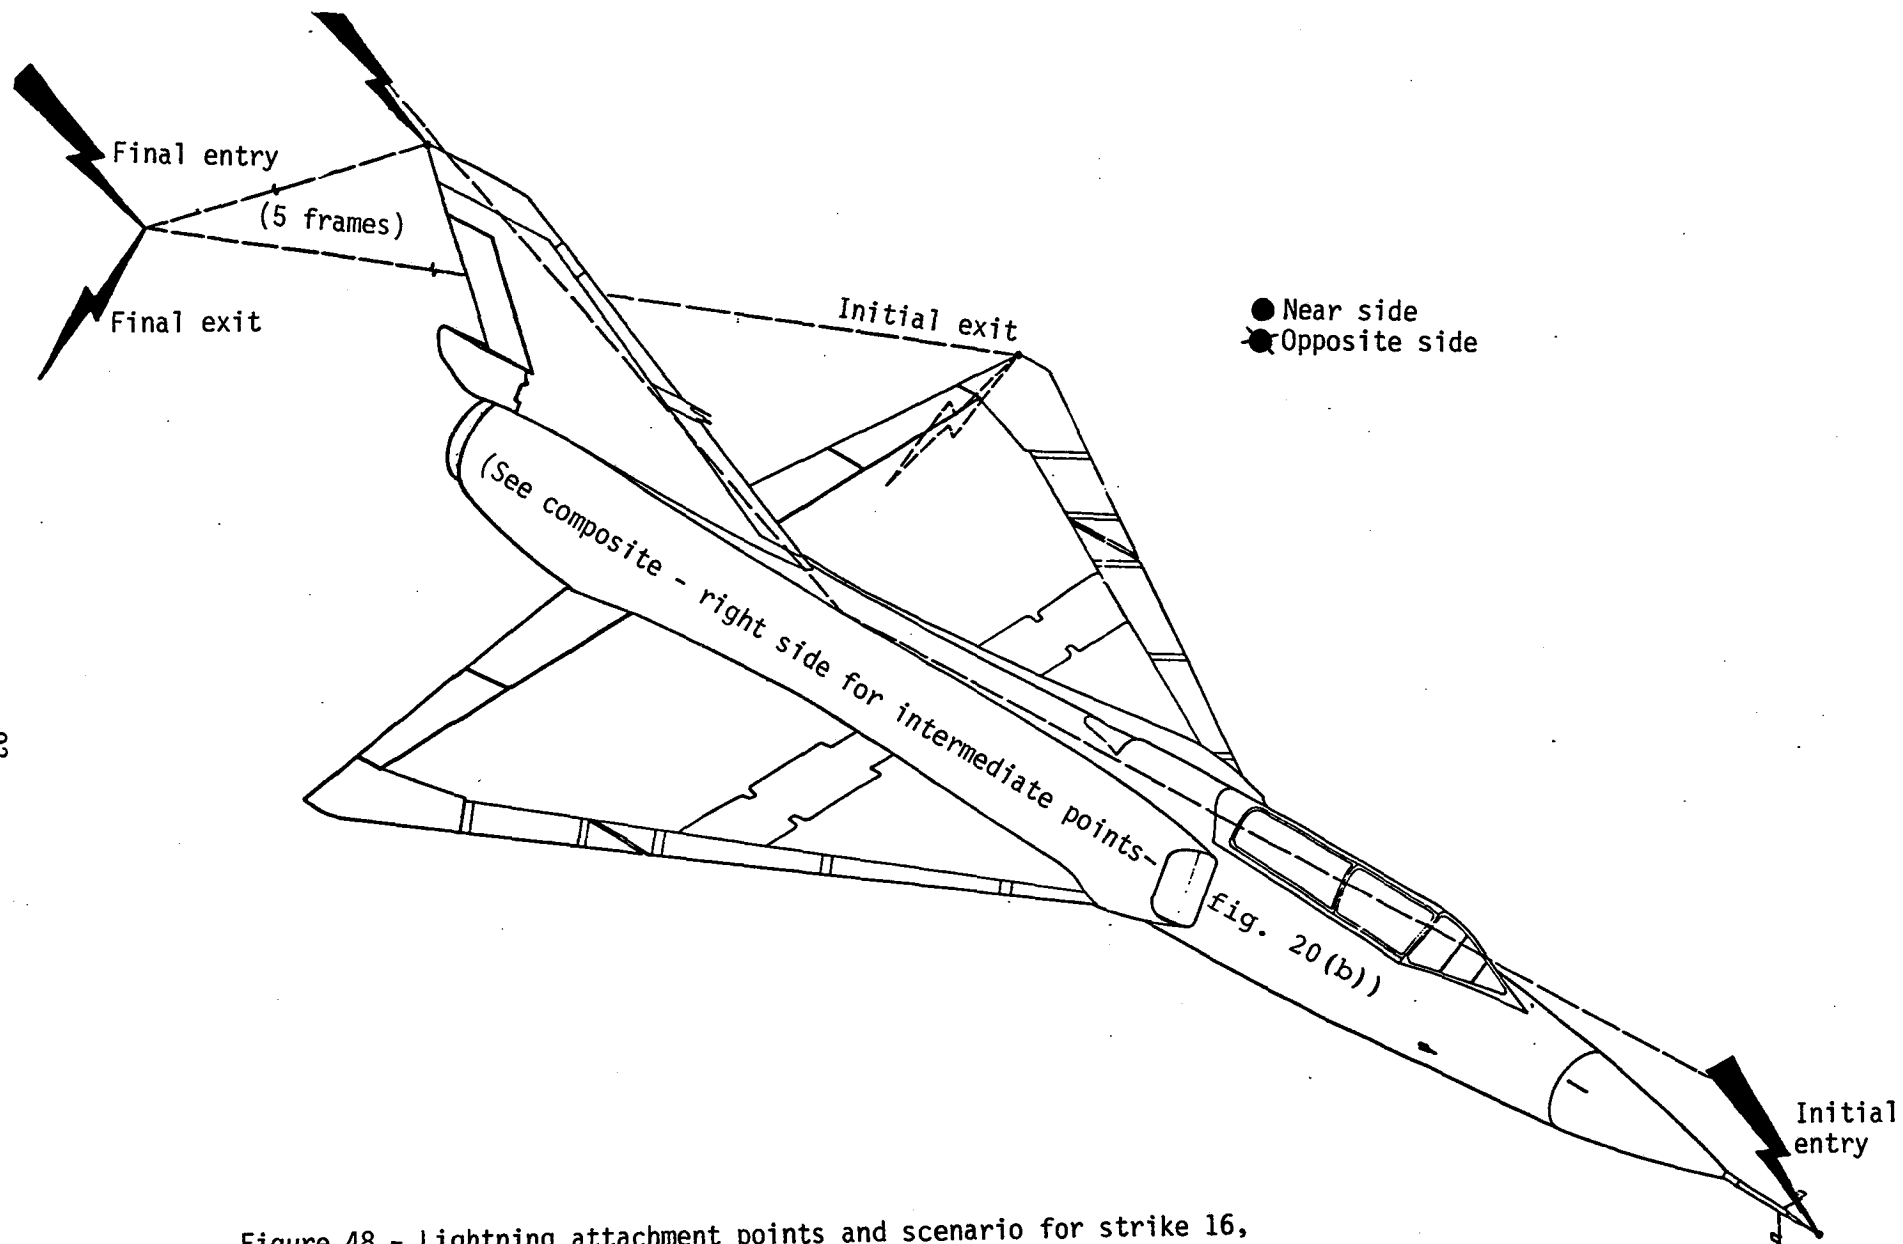 Final entry
(5 frames)
Final exit
Initial exit
Near side
Opposite side
(See composite - right side for intermediate points-
fig. 20(b))
Initial
entry
Figure 48 - Lightning attachment points and scenario for strike 16,